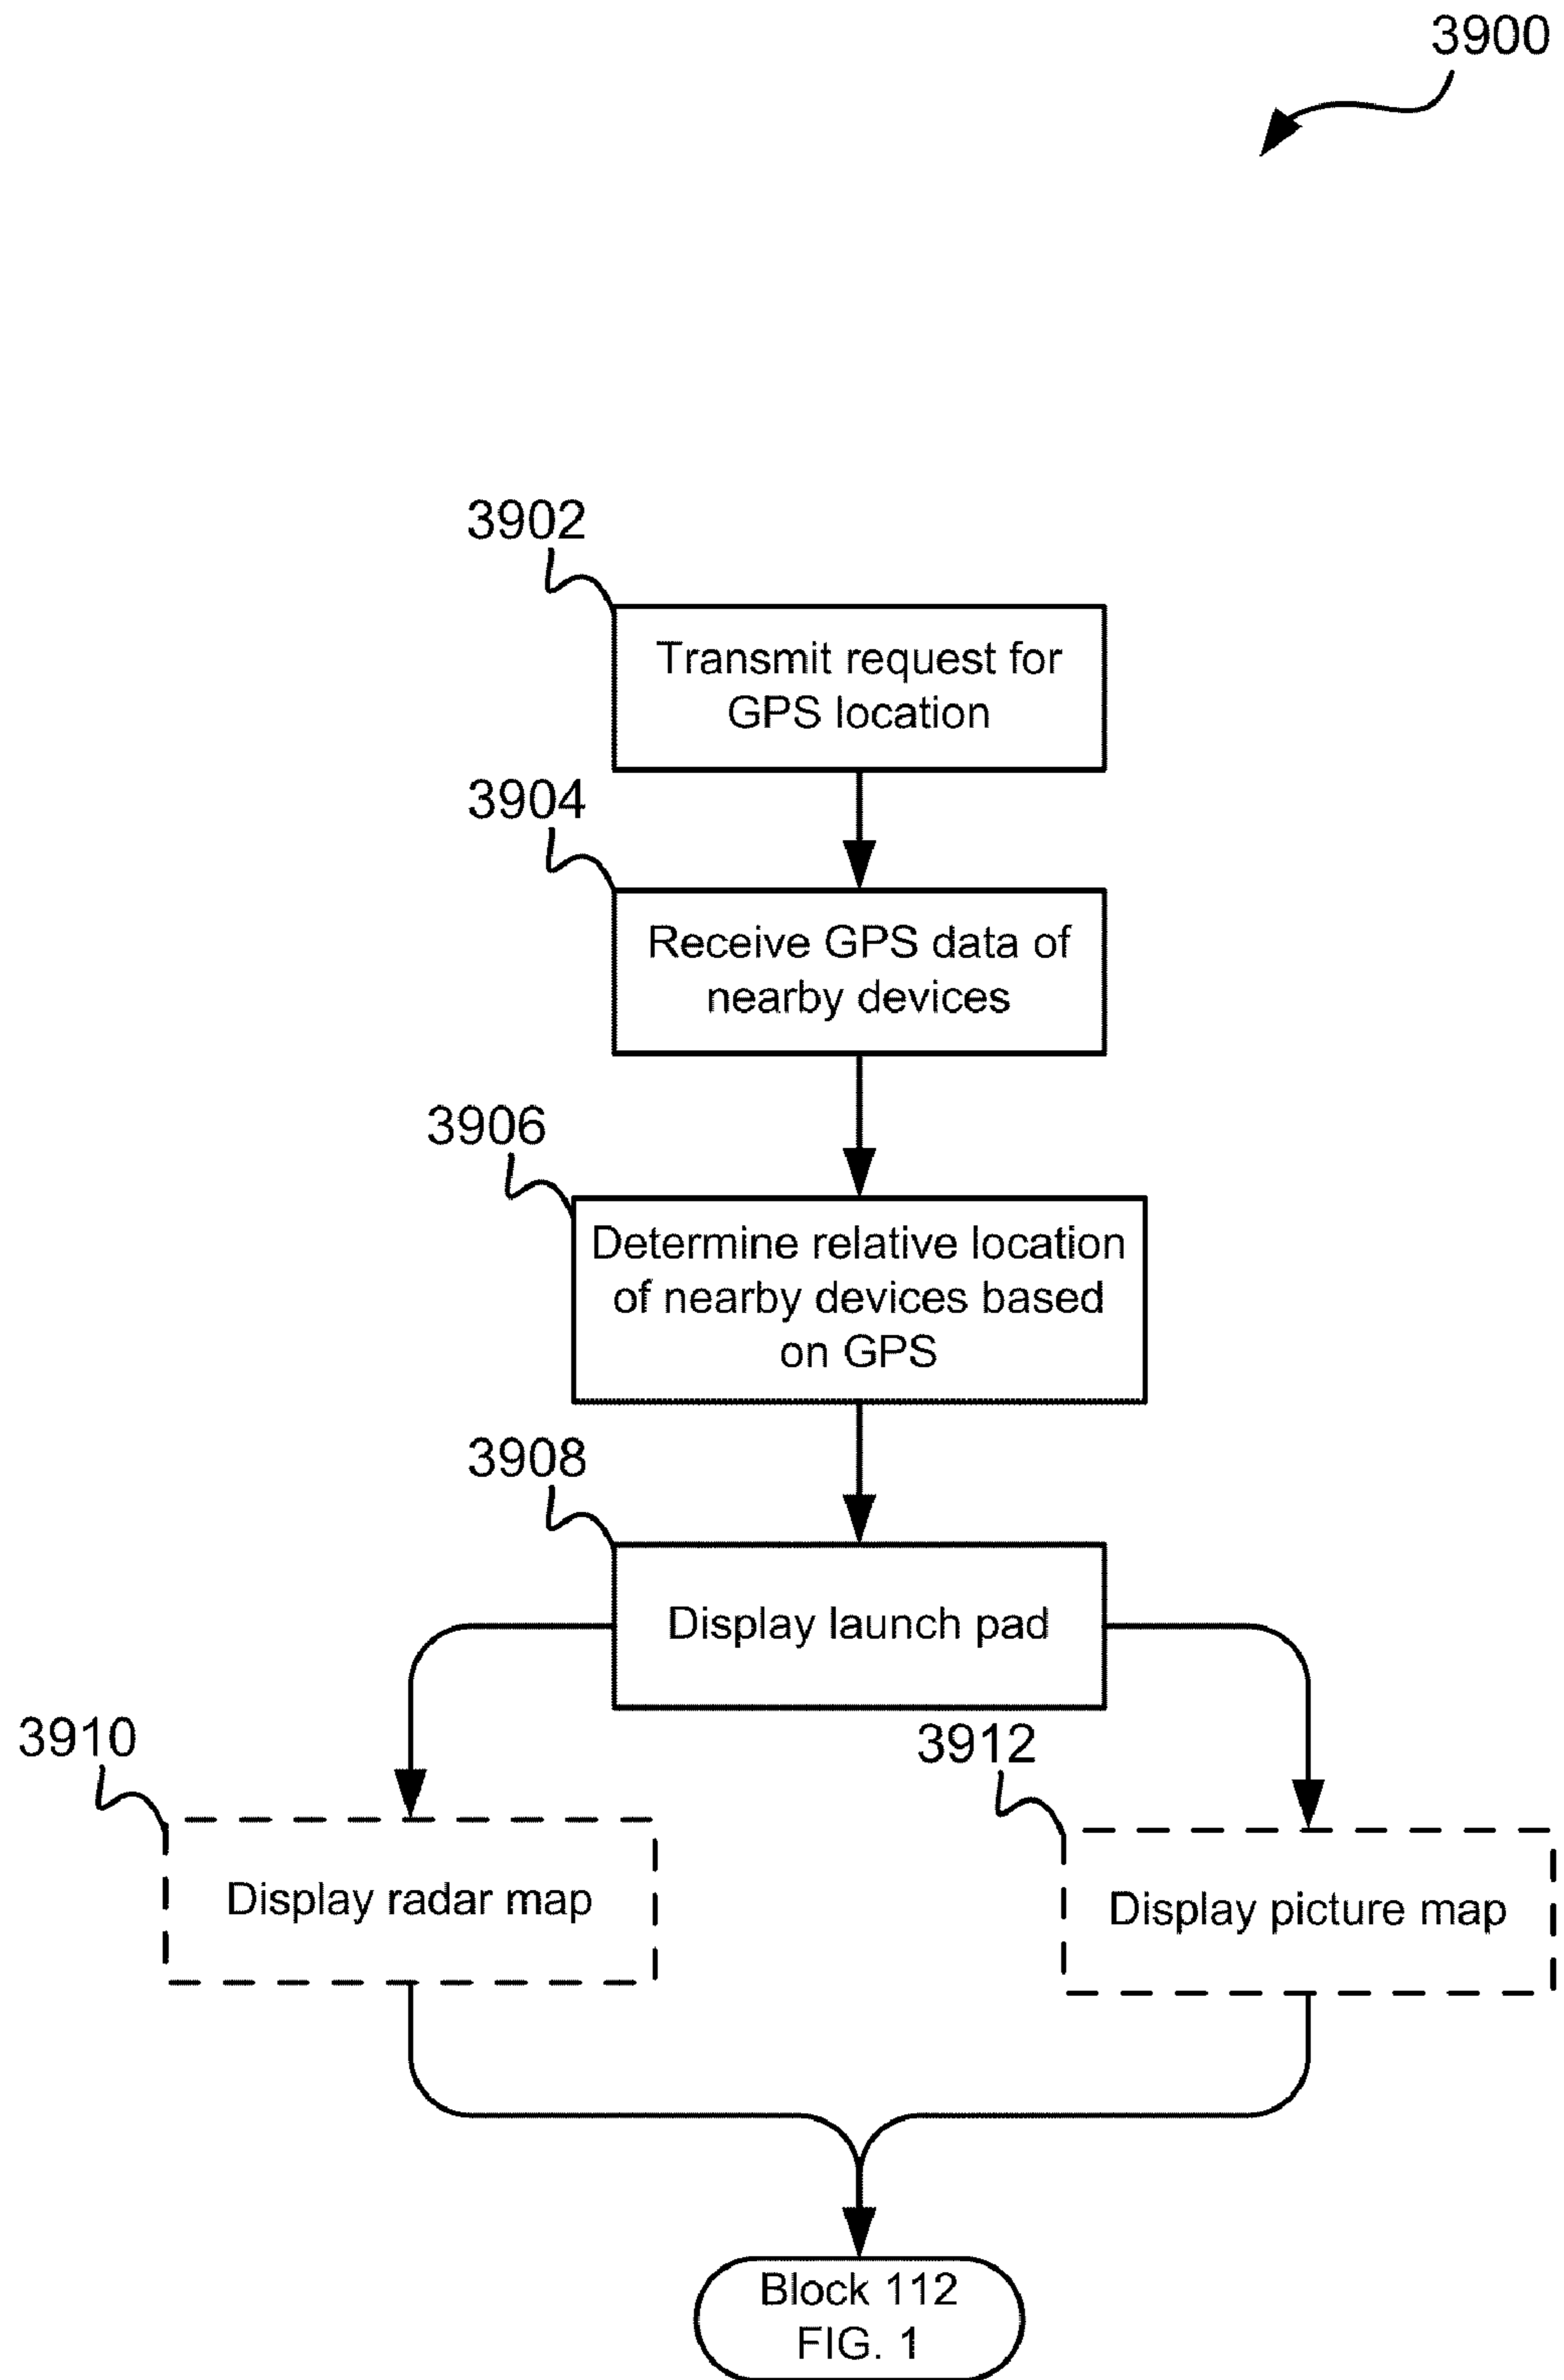 3900
3902
Transmit request for
GPS location
3904
Receive GPS data of
nearby devices
3906
Determine relative location
of nearby devices based
on GPS
3908
Display launch pad
3910
Display radar map
3912
Display picture map
Block 112
FIG. 1